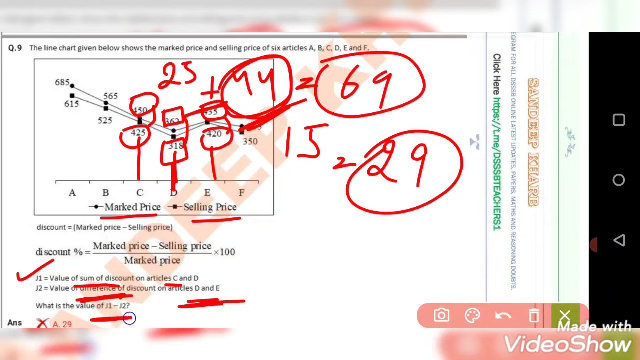 Q.9 The line chart given below shows the marked price and selling price of six articles A, B, C, D, E and F.
25 + 44 = 69
685
565
450
362
435
615
525
425
318
420
350
15 = 29
A B C D E F
Marked Price Selling Price
discount = (Marked price – Selling price)
discount % = Marked price – Selling price / Marked price × 100
J1 = Value of sum of discount on articles C and D
J2 = Value of difference of discount on articles D and E
What is the value of J1 – J2?
Ans A. 29
Click Here https://t.me/DSSSBTEACHERS1
SANDEEP KHARB
Made with
VideoShow